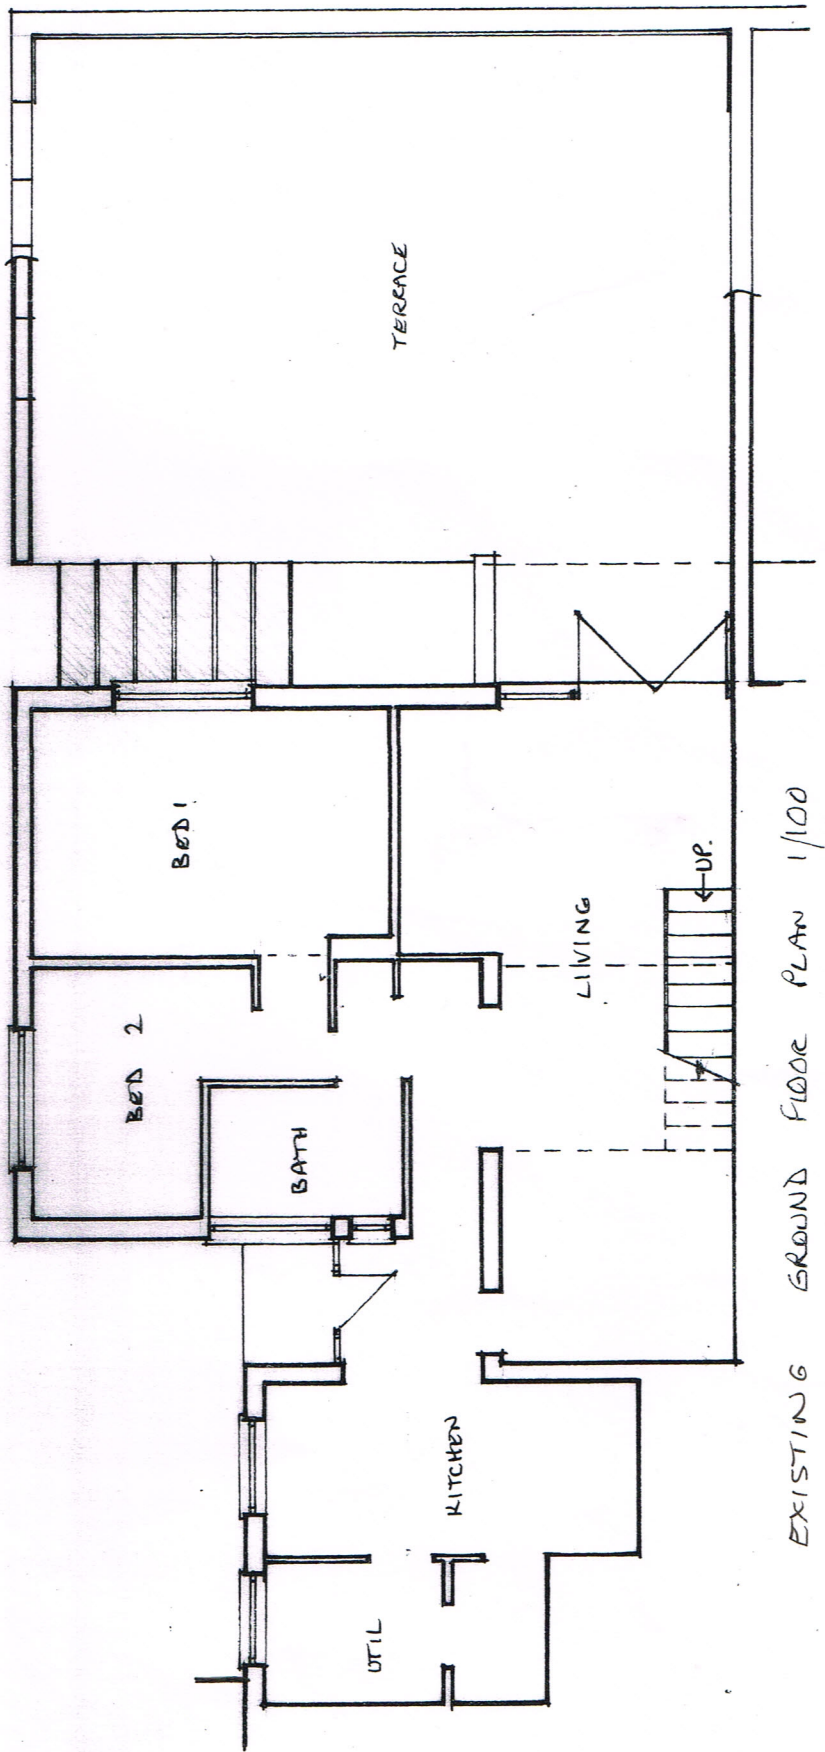 TERRACE
BED 1
BED 2
BATH
LIVING
UP.
KITCHEN
UTIL
EXISTING GROUND FLOOR PLAN 1/100